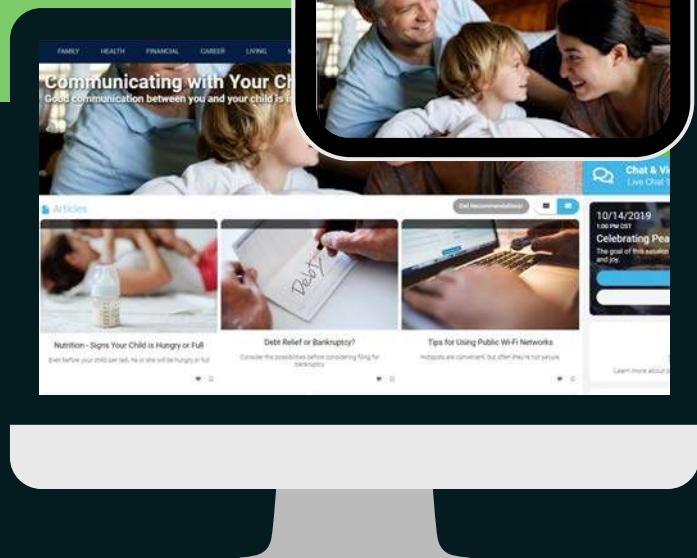 FAMILY HEALTH FINANCIAL CAREER LIVING
Communicating with Your Ch
Good communication between you and your child is i
Chat & Vi
Live Chat
Articles
Get Recommendations!
10/14/2019
1:00 PM CST
Celebrating Pea
The goal of this session
and joy.
Debt
Nutrition - Signs Your Child is Hungry or Full
Even before your child can talk, he or she will be hungry or full
Debt Relief or Bankruptcy?
Consider the possibilities before considering filing for
bankruptcy
Tips for Using Public Wi-Fi Networks
Hotspots are convenient, but often they're not secure
Learn more about